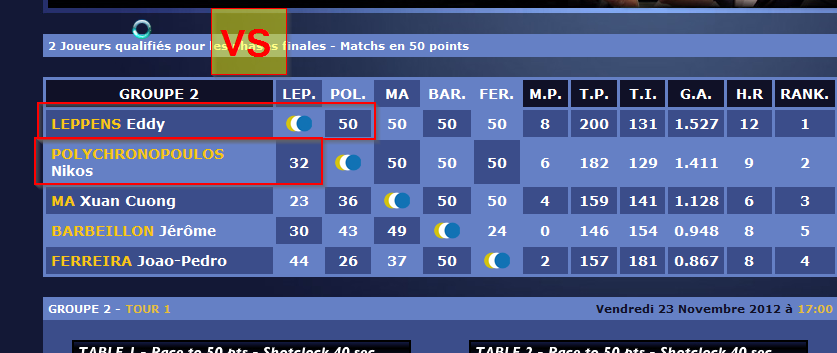 VS
2 Joueurs qualifiés pour les phases finales - Matchs en 50 points
GROUPE 2 LEP. POL. MA BAR. FER. M.P. T.P. T.I. G.A. H.R RANK.
LEPPENS Eddy 50 50 50 50 8 200 131 1.527 12 1
POLYCHRONOPOULOS
Nikos 32 50 50 50 6 182 129 1.411 9 2
MA Xuan Cuong 23 36 50 50 4 159 141 1.128 6 3
BARBEILLON Jérôme 30 43 49 24 0 146 154 0.948 8 5
FERREIRA Joao-Pedro 44 26 37 50 2 157 181 0.867 8 4
GROUPE 2 - TOUR 1 Vendredi 23 Novembre 2012 à 17:00
TABLE 1 - Race to 50 pts - Shotclock 40 sec
TABLE 2 - Race to 50 pts - Shotclock 40 sec